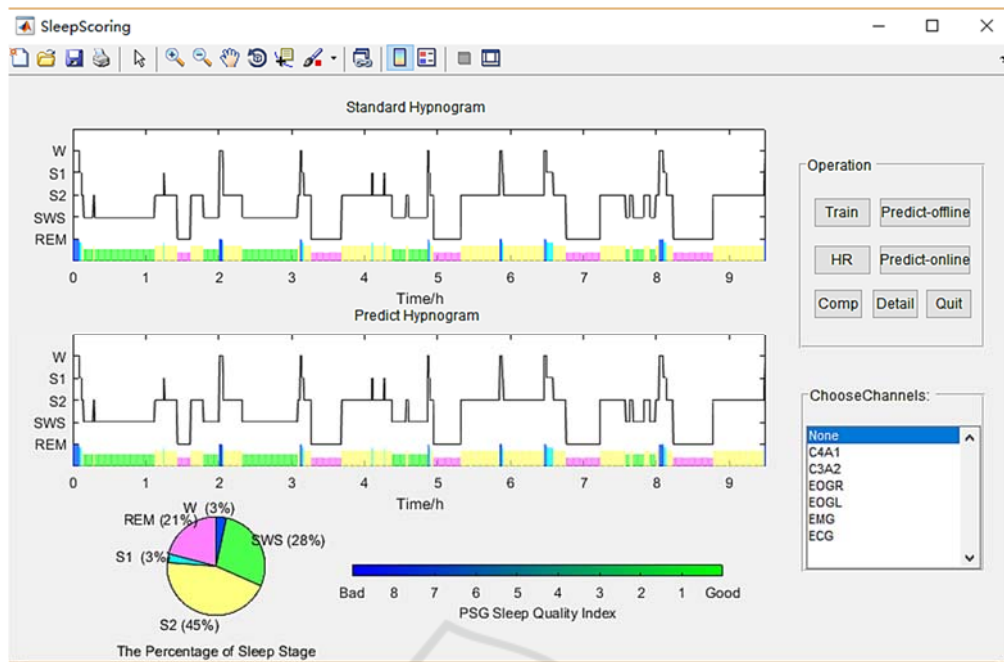 SleepScoring
Standard Hypnogram
W
S1
S2
SWS
REM
0 1 2 3 4 5 6 7 8 9
Time/h
Predict Hypnogram
W
S1
S2
SWS
REM
0 1 2 3 4 5 6 7 8 9
Time/h
W (3%)
REM (21%)
SWS (28%)
S1 (3%)
S2 (45%)
The Percentage of Sleep Stage
Bad 8 7 6 5 4 3 2 1 Good
PSG Sleep Quality Index
Operation
Train Predict-offline
HR Predict-online
Comp Detail Quit
ChooseChannels:
None
C4A1
C3A2
EOGR
EOGL
EMG
ECG